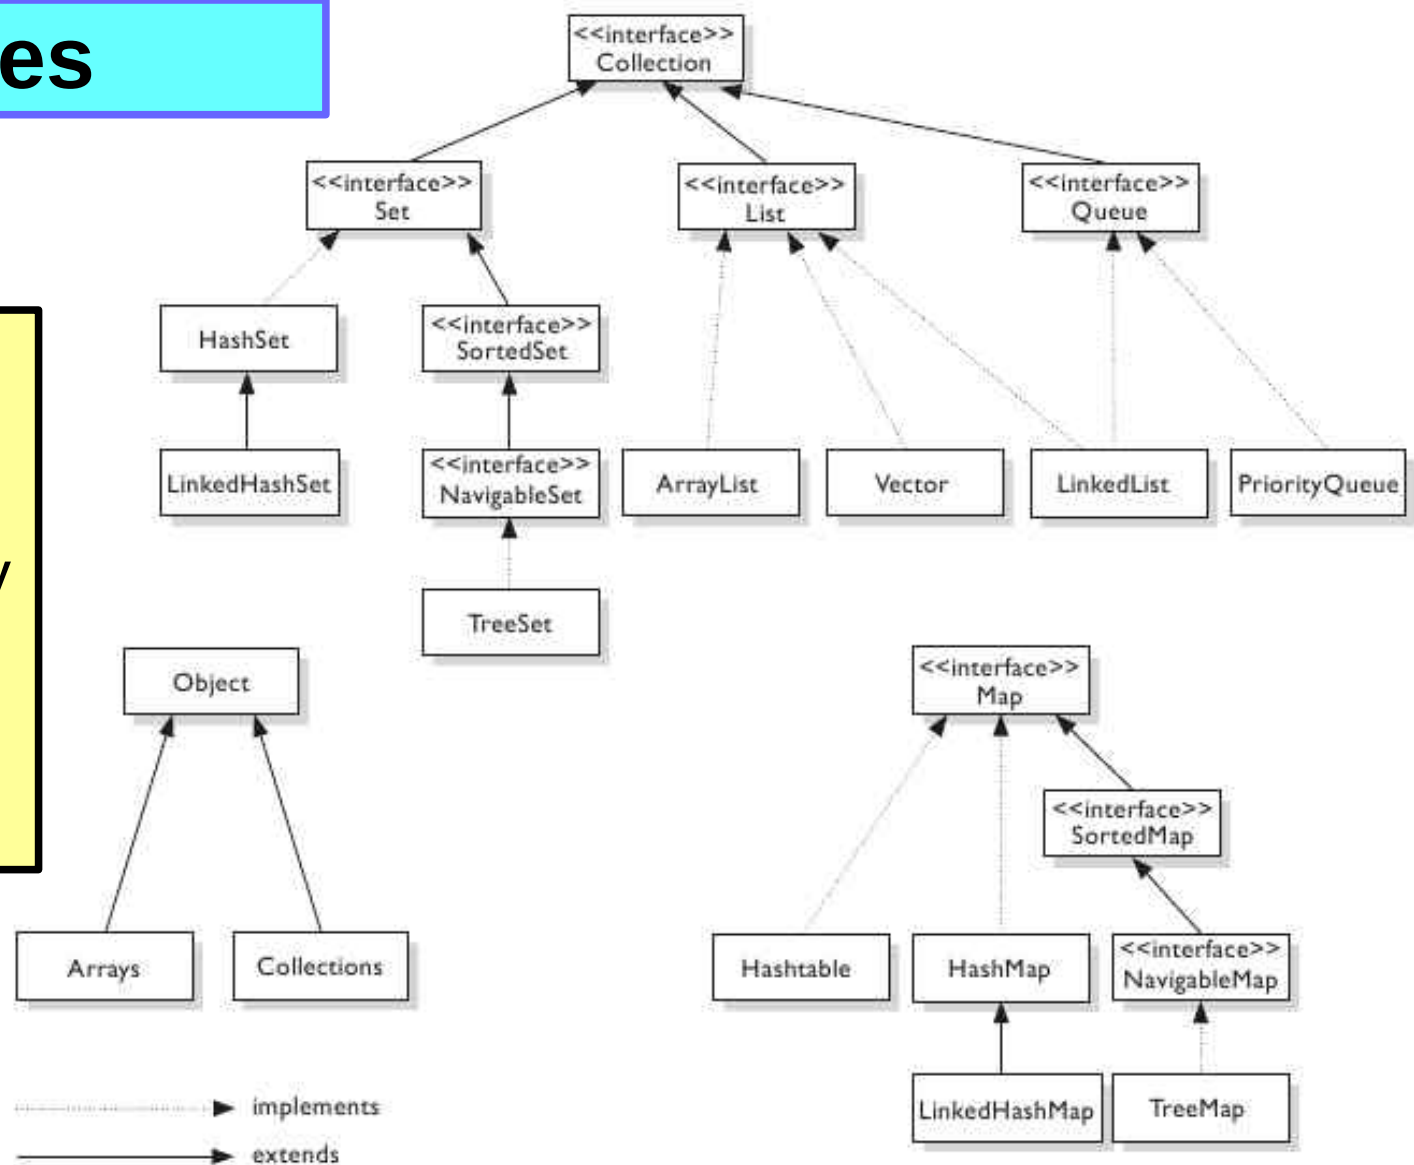 es
<<interface>>
Collection
<<interface>>
Set
<<interface>>
List
<<interface>>
Queue
HashSet
<<interface>>
SortedSet
LinkedHashSet
<<interface>>
NavigableSet
ArrayList
Vector
LinkedList
PriorityQueue
y
TreeSet
Object
<<interface>>
Map
<<interface>>
SortedMap
Arrays
Collections
Hashtable
HashMap
<<interface>>
NavigableMap
LinkedHashMap
TreeMap
implements
extends